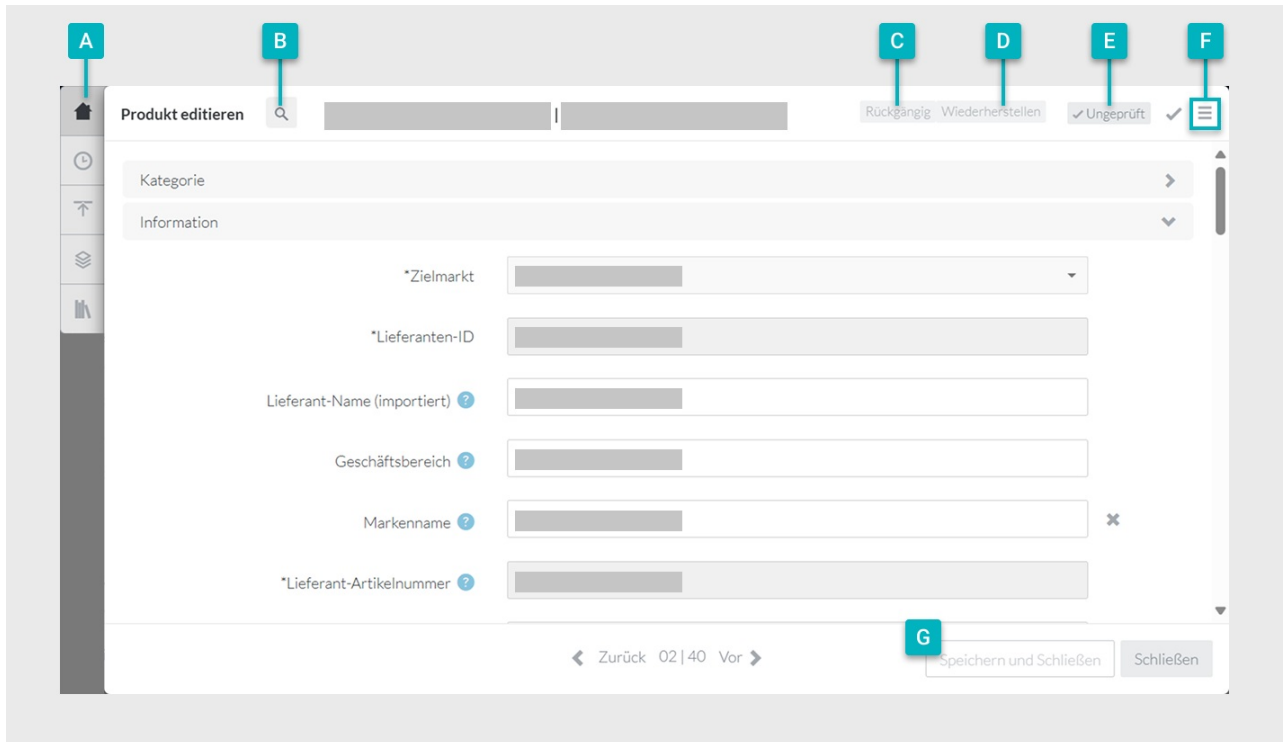 A B C D E F
Produkt editieren | Rückgängig Wiederherstellen Ungeprüft
Kategorie
Information
*Zielmarkt
*Lieferanten-ID
Lieferant-Name (importiert) ?
Geschäftsbereich ?
Markenname ?
*Lieferant-Artikelnummer ?
G
Zurück 02|40 Vor Speichern und Schließen Schließen